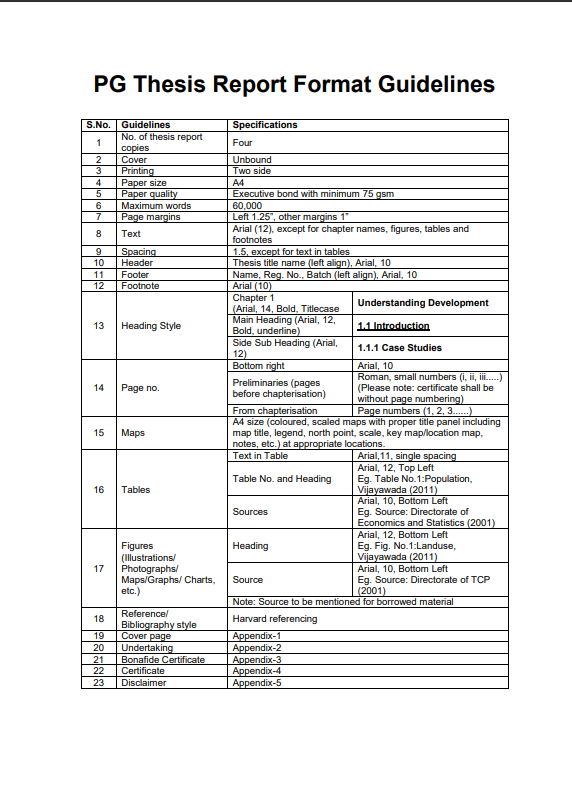 PG Thesis Report Format Guidelines
S.No. Guidelines Specifications
1 No. of thesis report copies Four
2 Cover Unbound
3 Printing Two side
4 Paper size A4
5 Paper quality Executive bond with minimum 75 gsm
6 Maximum words 60,000
7 Page margins Left 1.25", other margins 1"
8 Text Arial (12), except for chapter names, figures, tables and
footnotes
9 Spacing 1.5, except for text in tables
10 Header Thesis title name (left align), Arial, 10
11 Footer Name, Reg. No., Batch (left align), Arial, 10
12 Footnote Arial (10)
13 Heading Style
Chapter 1
(Arial, 14, Bold, Titlecase
Understanding Development
Main Heading (Arial, 12,
Bold, underline)
1.1 Introduction
Side Sub Heading (Arial,
12)
1.1.1 Case Studies
14 Page no.
Bottom right Arial, 10
Preliminaries (pages
before chapterisation)
Roman, small numbers (i, ii, iii.....)
(Please note: certificate shall be
without page numbering)
From chapterisation Page numbers (1, 2, 3......)
15 Maps
A4 size (coloured, scaled maps with proper title panel including
map title, legend, north point, scale, key map/location map,
notes, etc.) at appropriate locations.
16 Tables
Text in Table Arial,11, single spacing
Table No. and Heading
Arial, 12, Top Left
Eg. Table No.1:Population,
Vijayawada (2011)
Sources
Arial, 10, Bottom Left
Eg. Source: Directorate of
Economics and Statistics (2001)
17
Figures
(Illustrations/
Photographs/
Maps/Graphs/ Charts,
etc.)
Heading
Arial, 12, Bottom Left
Eg. Fig. No.1:Landuse,
Vijayawada (2011)
Source
Arial, 10, Bottom Left
Eg. Source: Directorate of TCP
(2001)
Note: Source to be mentioned for borrowed material
18 Reference/
Bibliography style
Harvard referencing
19 Cover page Appendix-1
20 Undertaking Appendix-2
21 Bonafide Certificate Appendix-3
22 Certificate Appendix-4
23 Disclaimer Appendix-5